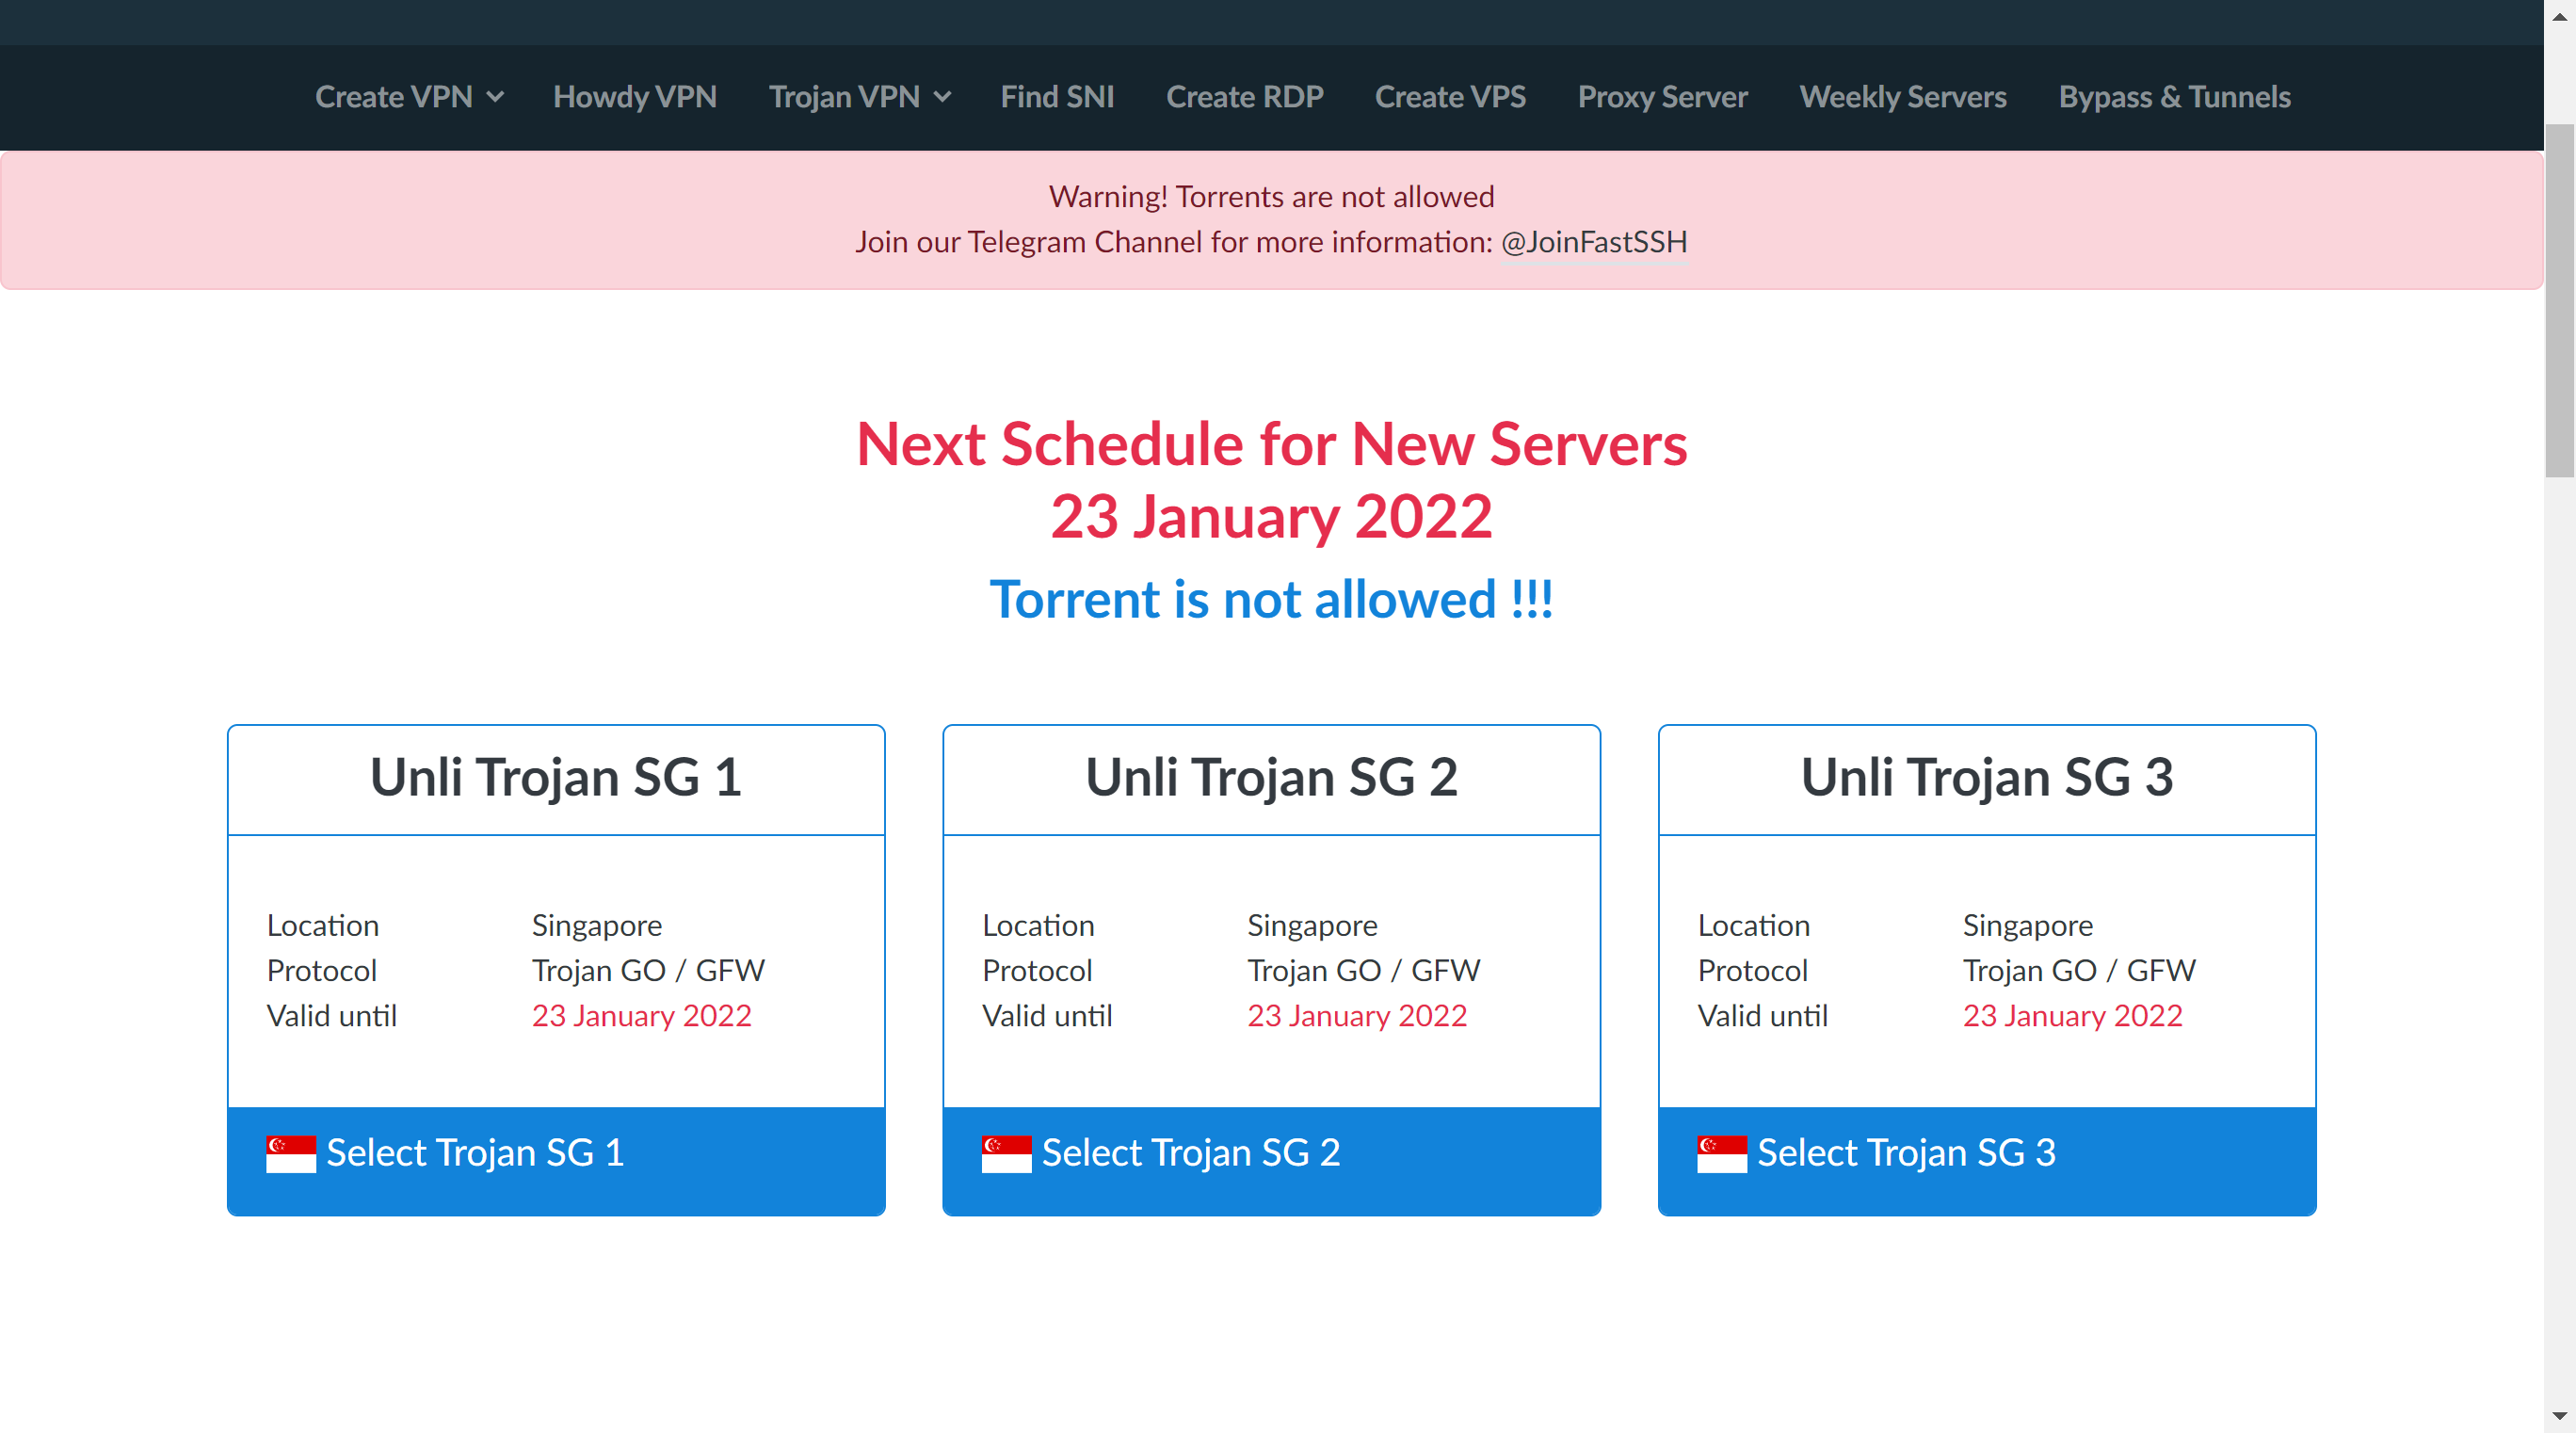 Create VPN Howdy VPN Trojan VPN Find SNI Create RDP Create VPS Proxy Server Weekly Servers Bypass & Tunnels
Warning! Torrents are not allowed
Join our Telegram Channel for more information: @JoinFastSSH
Next Schedule for New Servers
23 January 2022
Torrent is not allowed !!!
Unli Trojan SG 1
Location Singapore
Protocol Trojan GO / GFW
Valid until 23 January 2022
Select Trojan SG 1
Unli Trojan SG 2
Location Singapore
Protocol Trojan GO / GFW
Valid until 23 January 2022
Select Trojan SG 2
Unli Trojan SG 3
Location Singapore
Protocol Trojan GO / GFW
Valid until 23 January 2022
Select Trojan SG 3